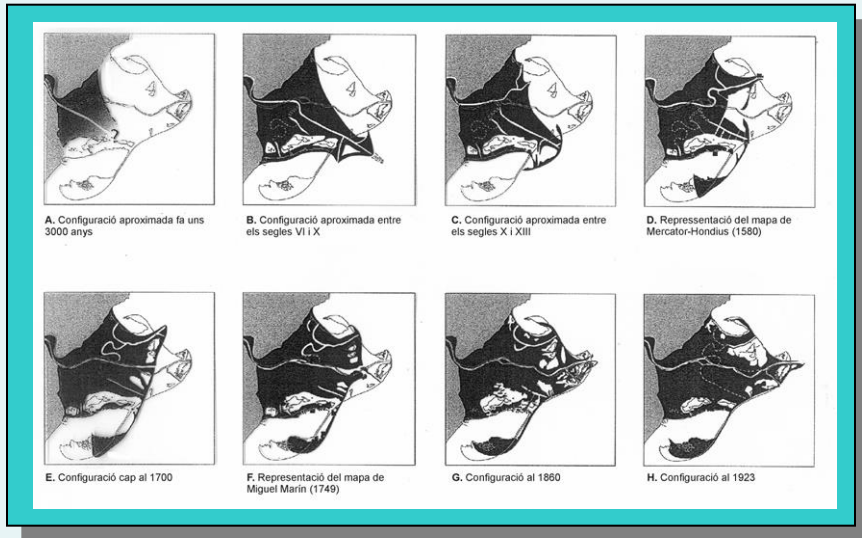 A. Configuració aproximada fa uns
3000 anys
B. Configuració aproximada entre
els segles VI i X
C. Configuració aproximada entre
els segles X i XIII
D. Repressentació del mapa de
Mercator-Hondius (1580)
E. Configuració cap al 1700
F. Representació del mapa de
Miguel Marín (1749)
G. Configuració al 1860
H. Configuració al 1923